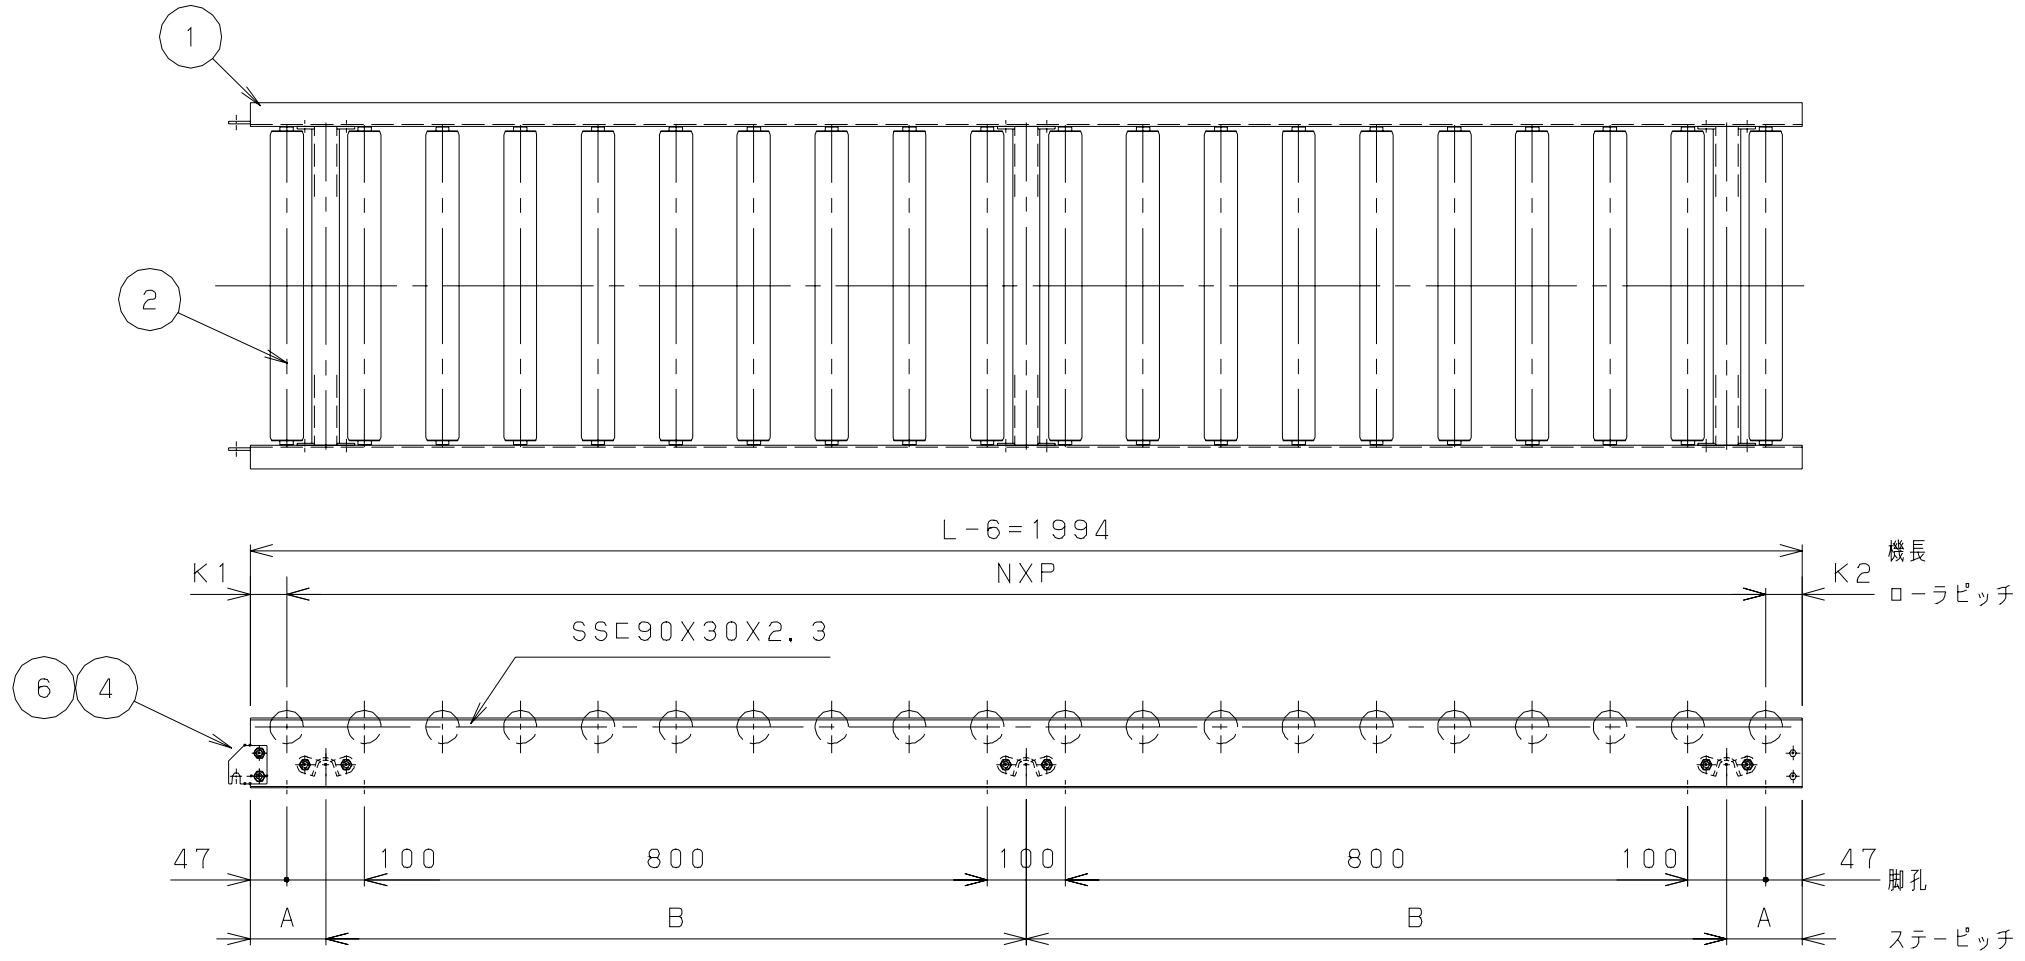 1
2
L-6=1994
機長
K1
NXP
K2
ローラピッチ
SS⊏90X30X2.3
6
4
47
100
800
100
800
100
47
脚孔
A
B
B
A
ステーピッチ